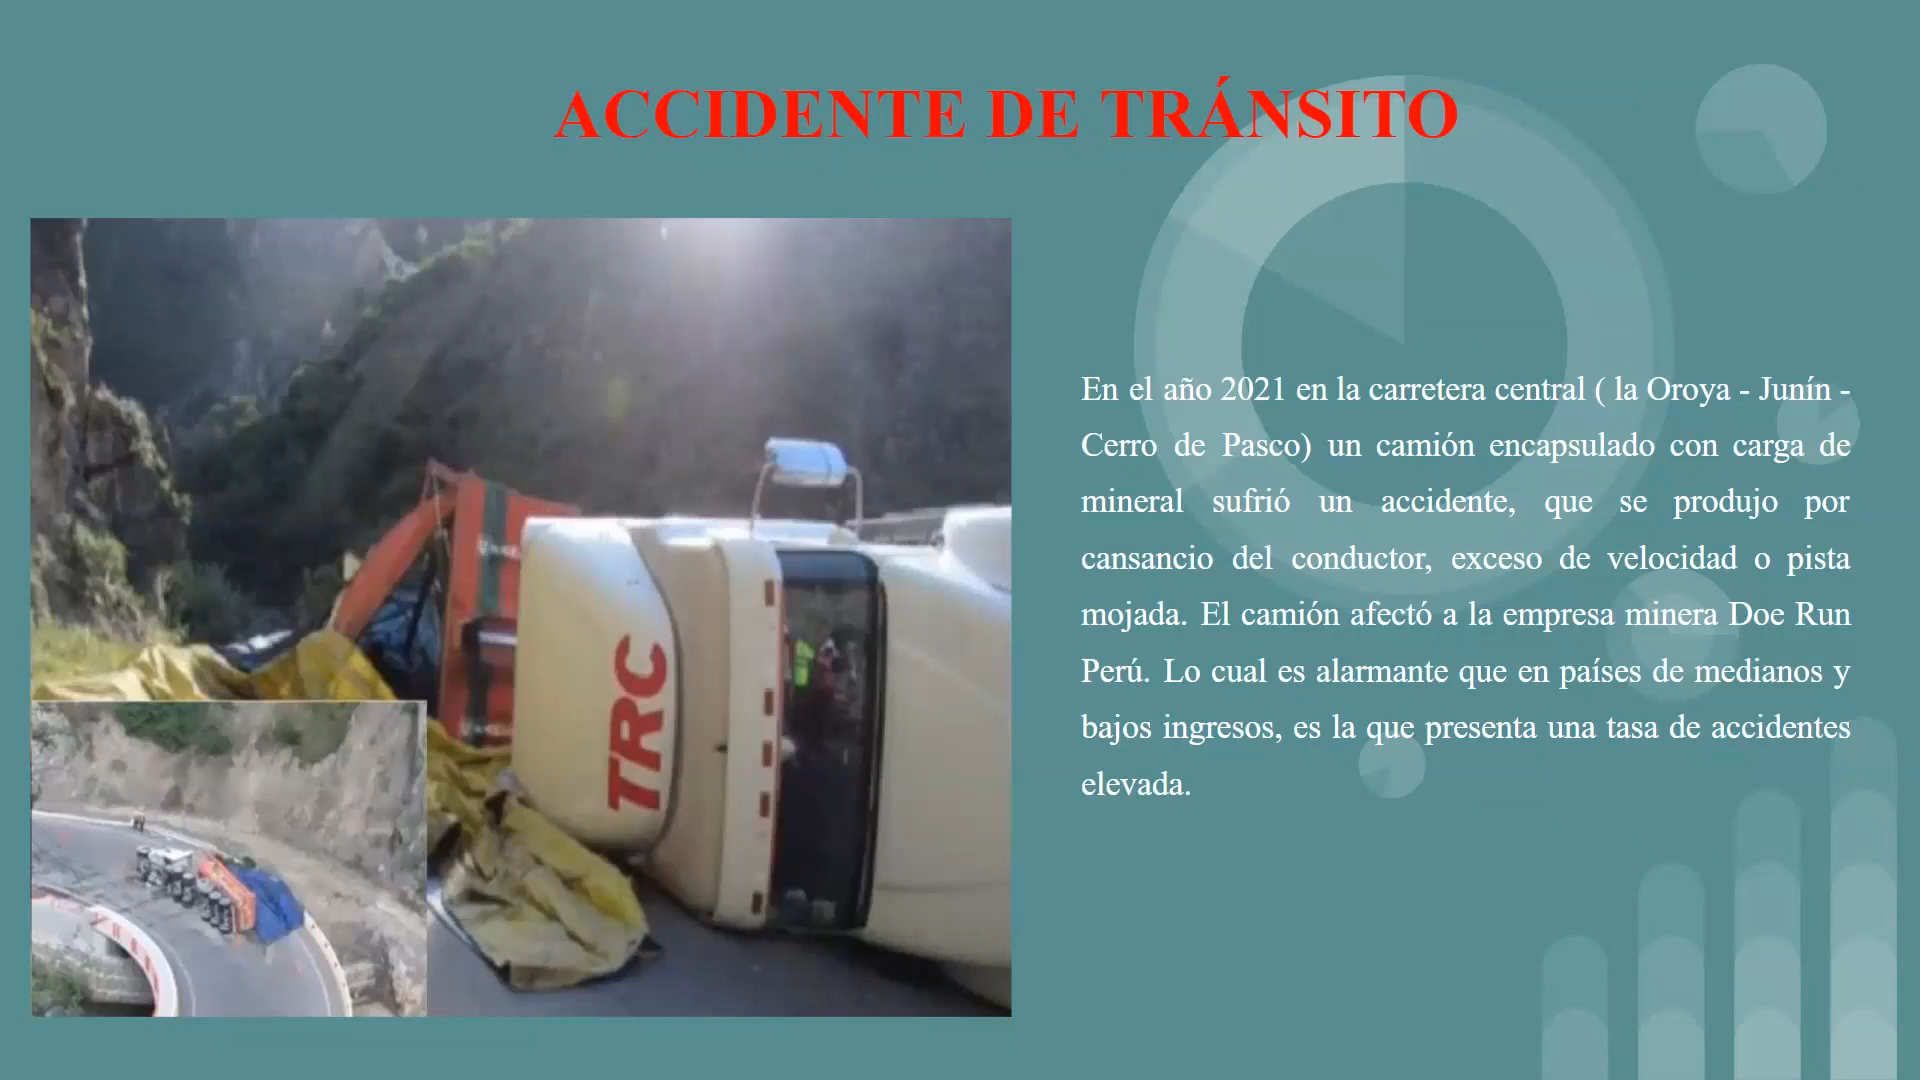 ACCIDENTE DE TRÁNSITO
En el año 2021 en la carretera central ( la Oroya - Junín -
Cerro de Pasco) un camión encapsulado con carga de
mineral sufrió un accidente, que se produjo por
cansancio del conductor, exceso de velocidad o pista
mojada. El camión afectó a la empresa minera Doe Run
Perú. Lo cual es alarmante que en países de medianos y
bajos ingresos, es la que presenta una tasa de accidentes
elevada.
TRC